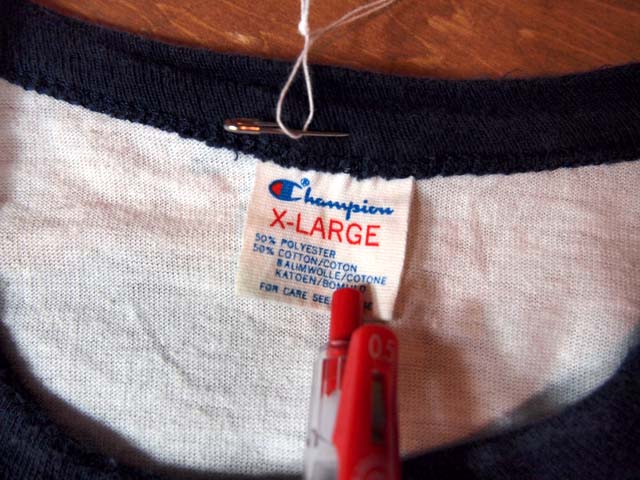 Champion®
X-LARGE
50% POLYESTER
50% COTTON/COTON
BAUMWOLLE/COTONE
KATOEN/BOMULD
FOR CARE SEE
0.5